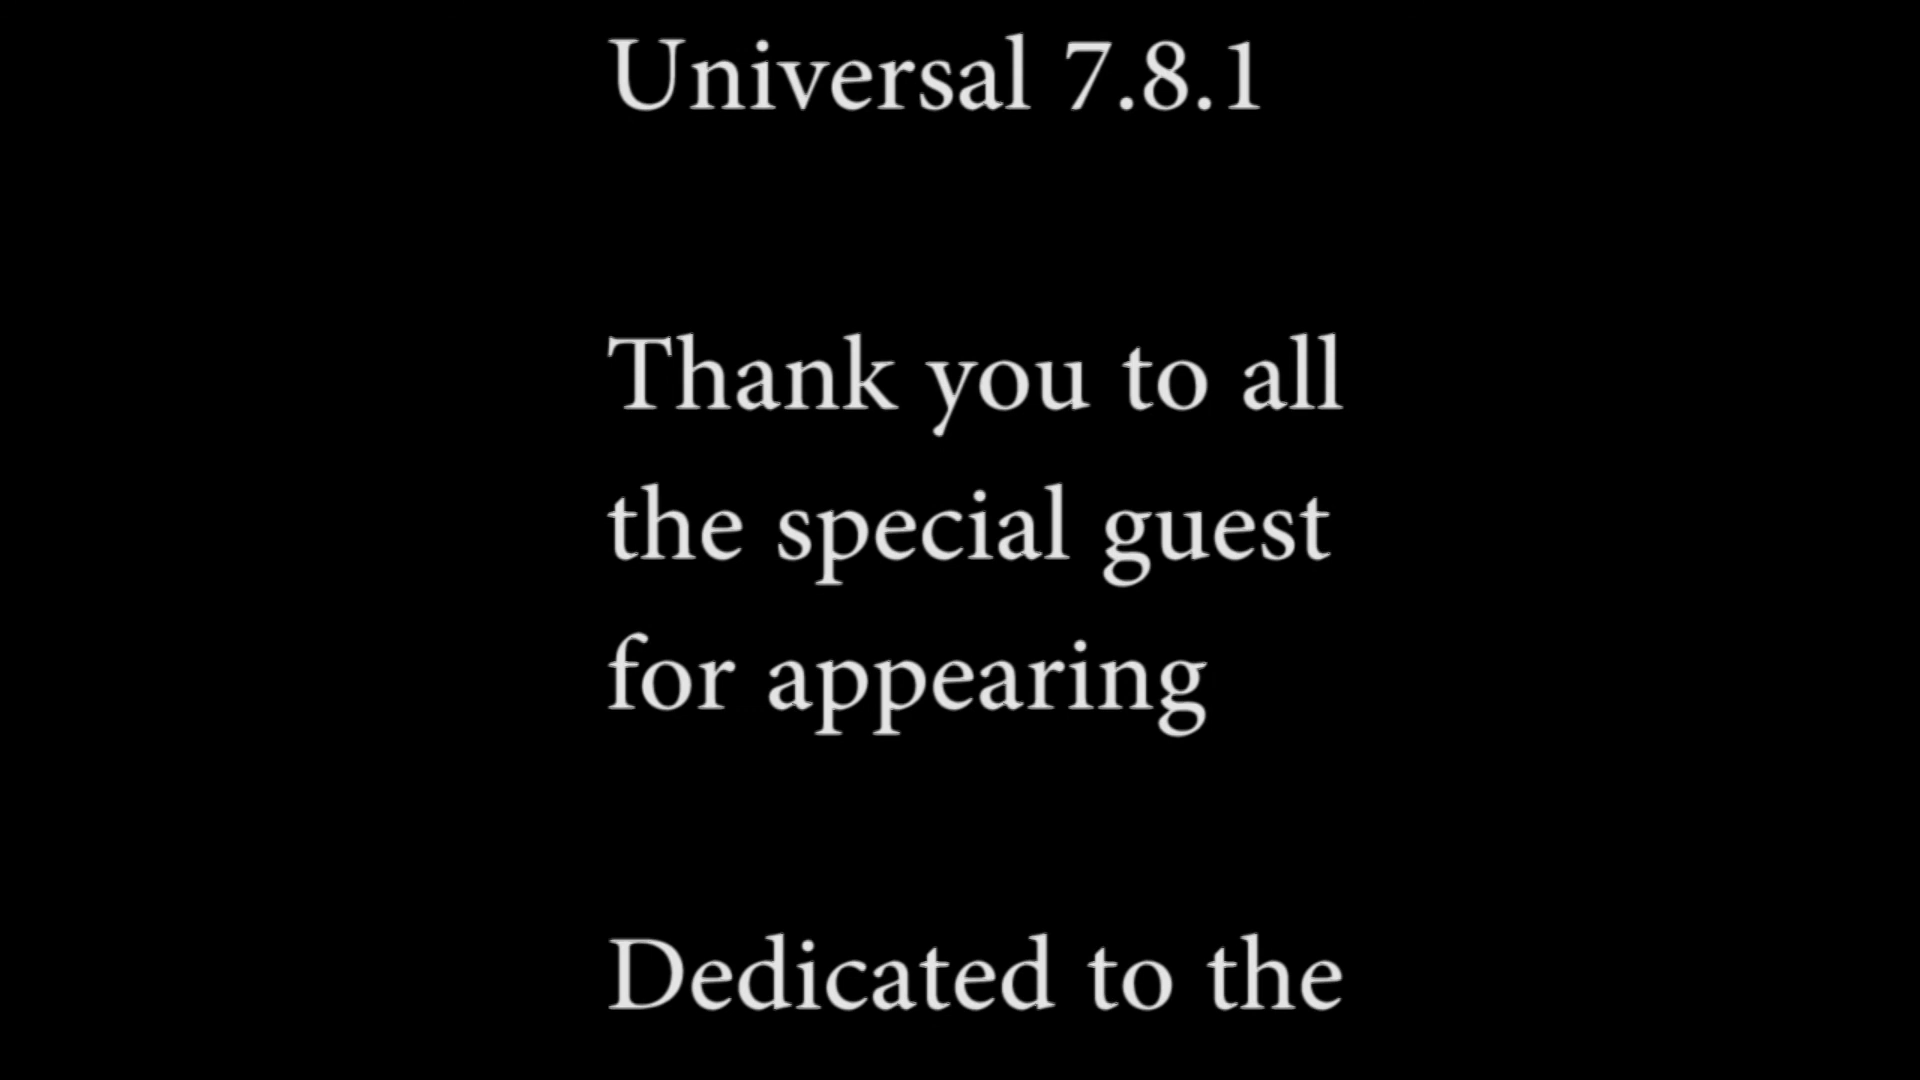 Universal 7.8.1
Thank you to all
the special guest
for appearing
Dedicated to the